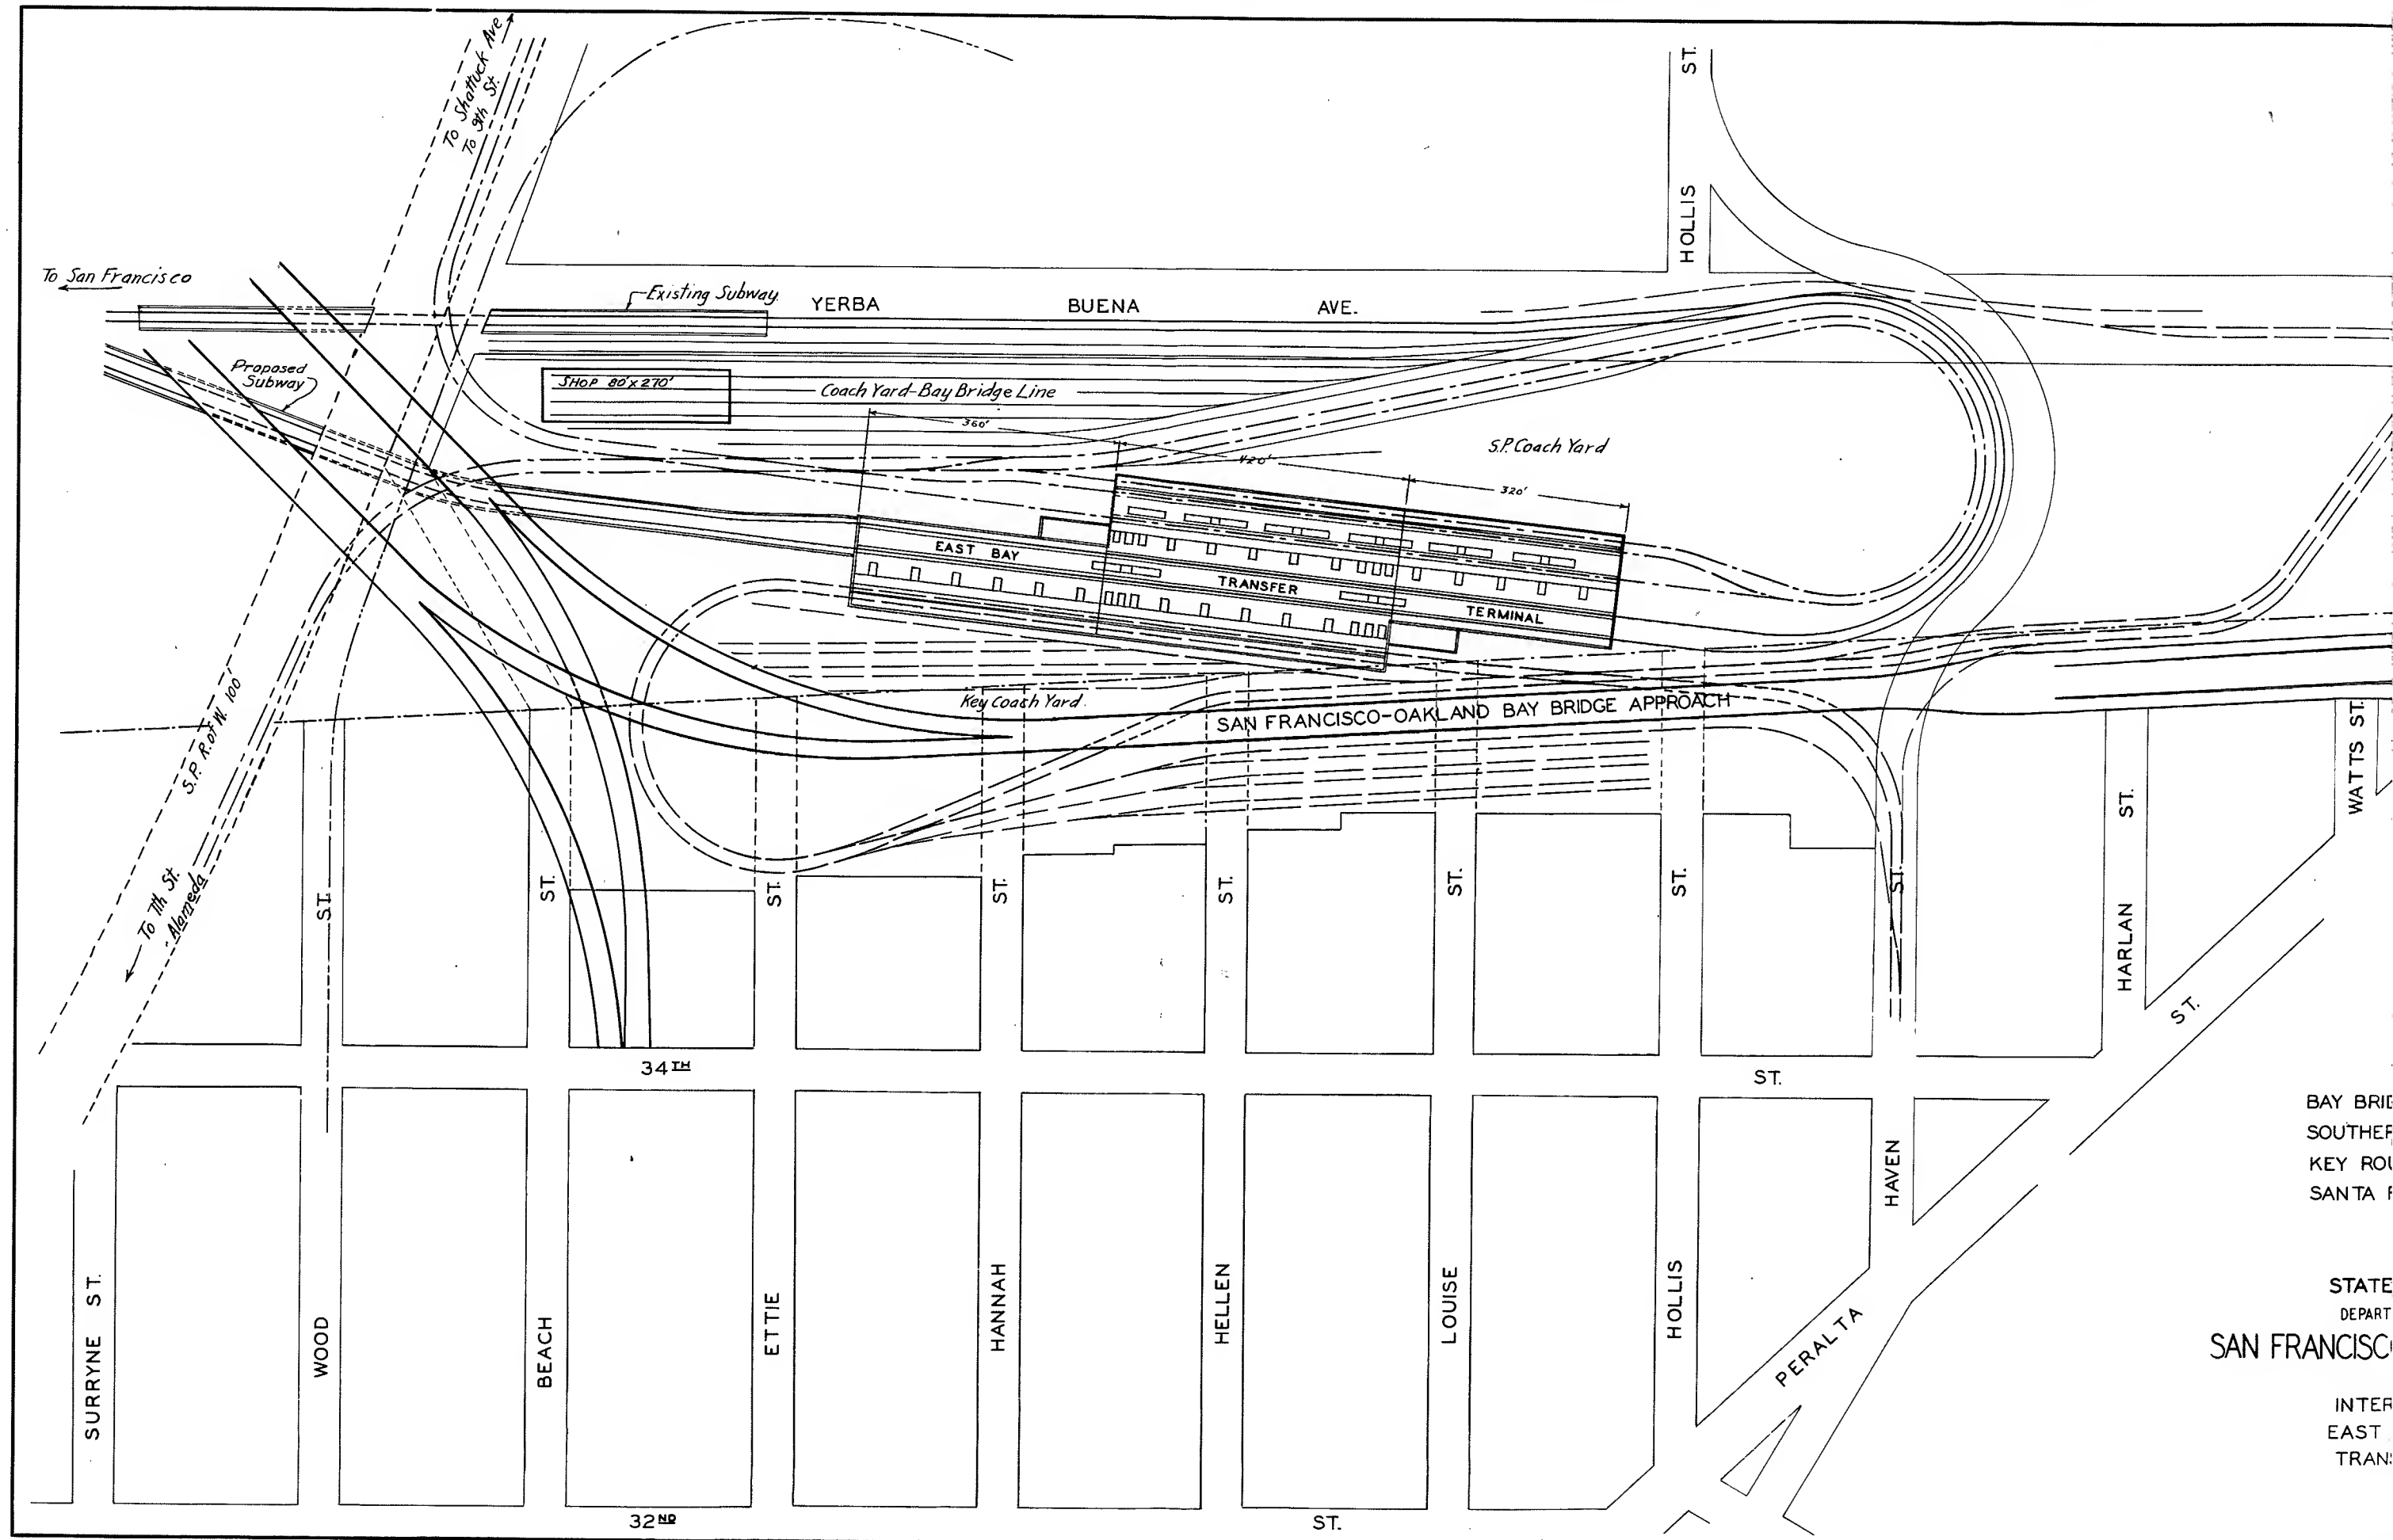 To Shattuck Ave
To 9th St.
ST.
HOLLIS
To San Francisco
Existing Subway.
YERBA BUENA AVE.
Proposed
Subway
SHOP 80'x270'
Coach Yard-Bay Bridge Line
360'
420'
320'
S.P. Coach Yard
EAST BAY TRANSFER TERMINAL
Key Coach Yard.
SAN FRANCISCO-OAKLAND BAY BRIDGE APPROACH
S.P. R. of W. 100'
To 7th St.
Alameda
ST.
ST.
ST.
ST.
ST.
ST.
ST.
ST.
HARLAN ST.
WATTS ST.
ST.
34TH ST.
SURRYNE ST.
WOOD
BEACH
ETTIE
HANNAH
HELLEN
LOUISE
HOLLIS
HAVEN
PERALTA
32ND ST.
BAY BRID
SOUTHER
KEY ROU
SANTA F
STATE
DEPART
SAN FRANCISCO
INTER
EAST
TRANS